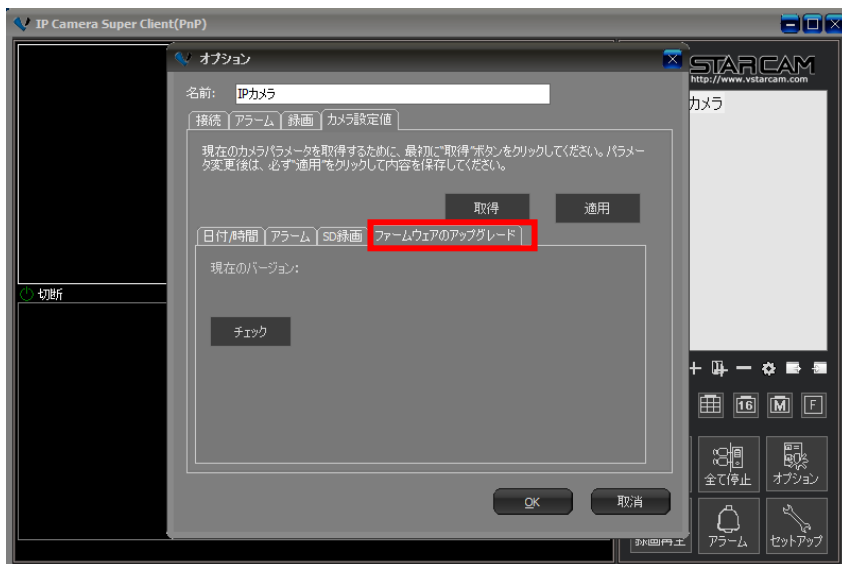 IP Camera Super Client(PnP)
オプション
STARCAM
http://www.vstarcam.com
名前: IPカメラ
カメラ
接続 アラーム 録画 カメラ設定値
現在のカメラパラメータを取得するために、最初に"取得"ボタンをクリックしてください。パラメー
タ変更後は、必ず"適用"をクリックして内容を保存してください。
取得 適用
日付/時間 アラーム SD録画 ファームウェアのアップグレード
現在のバージョン:
切断
チェック
16 M F
全て停止 オプション
OK 取消
録画再生 アラーム セットアップ